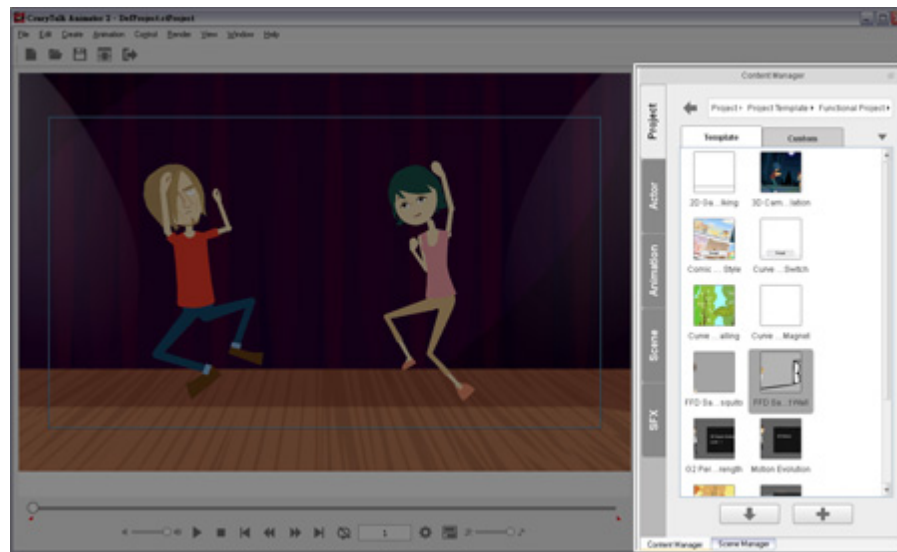 CrazyTalk Animator 2 - DefProject.ctProject
File Edit Create Animation Control Render View Window Help
Content Manager
Project
Actor
Animation
Scene
SFX
Project Project Template Functional Project
Template Custom
2D Ga...lking 3D Cam...lation
Comic ... Style Curve ... Switch
Curve ...alling Curve ... Magnet
FFD Sa...squito FFD Sa...t Wall
O2 Per...rength Motion Evolution
1
Content Manager Scene Manager